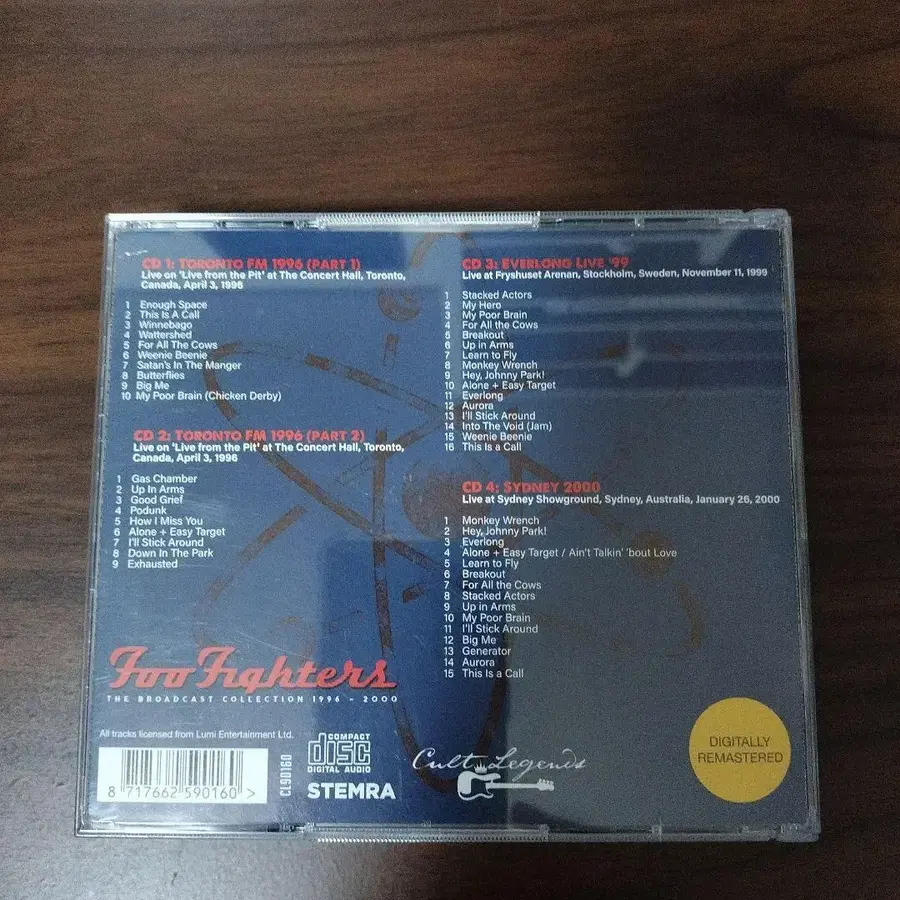 CD 1: TORONTO FM 1996 (PART 1)
Live on 'Live from the Pit' at The Concert Hall, Toronto,
Canada, April 3, 1996
1 Enough Space
2 This Is A Call
3 Winnebago
4 Wattershed
5 For All The Cows
6 Weenie Beenie
7 Satan's In The Manger
8 Butterflies
9 Big Me
10 My Poor Brain (Chicken Derby)
CD 2: TORONTO FM 1996 (PART 2)
Live on 'Live from the Pit' at The Concert Hall, Toronto,
Canada, April 3, 1996
1 Gas Chamber
2 Up In Arms
3 Good Grief
4 Podunk
5 How I Miss You
6 Alone + Easy Target
7 I'll Stick Around
8 Down In The Park
9 Exhausted
CD 3: EVERLONG LIVE '99
Live at Fryshuset Arenan, Stockholm, Sweden, November 11, 1999
1 Stacked Actors
2 My Hero
3 My Poor Brain
4 For All the Cows
5 Breakout
6 Up in Arms
7 Learn to Fly
8 Monkey Wrench
9 Hey, Johnny Park!
10 Alone + Easy Target
11 Everlong
12 Aurora
13 I'll Stick Around
14 Into The Void (Jam)
15 Weenie Beenie
16 This Is a Call
CD 4: SYDNEY 2000
Live at Sydney Showground, Sydney, Australia, January 26, 2000
1 Monkey Wrench
2 Hey, Johnny Park!
3 Everlong
4 Alone + Easy Target / Ain't Talkin' 'bout Love
5 Learn to Fly
6 Breakout
7 For All the Cows
8 Stacked Actors
9 Up in Arms
10 My Poor Brain
11 I'll Stick Around
12 Big Me
13 Generator
14 Aurora
15 This Is a Call
Foo Fighters
THE BROADCAST COLLECTION 1996 - 2000
All tracks licensed from Lumi Entertainment Ltd.
8 717662 590160 >
CL90160
COMPACT
disc
DIGITAL AUDIO
STEMRA
Cult Legends
DIGITALLY
REMASTERED